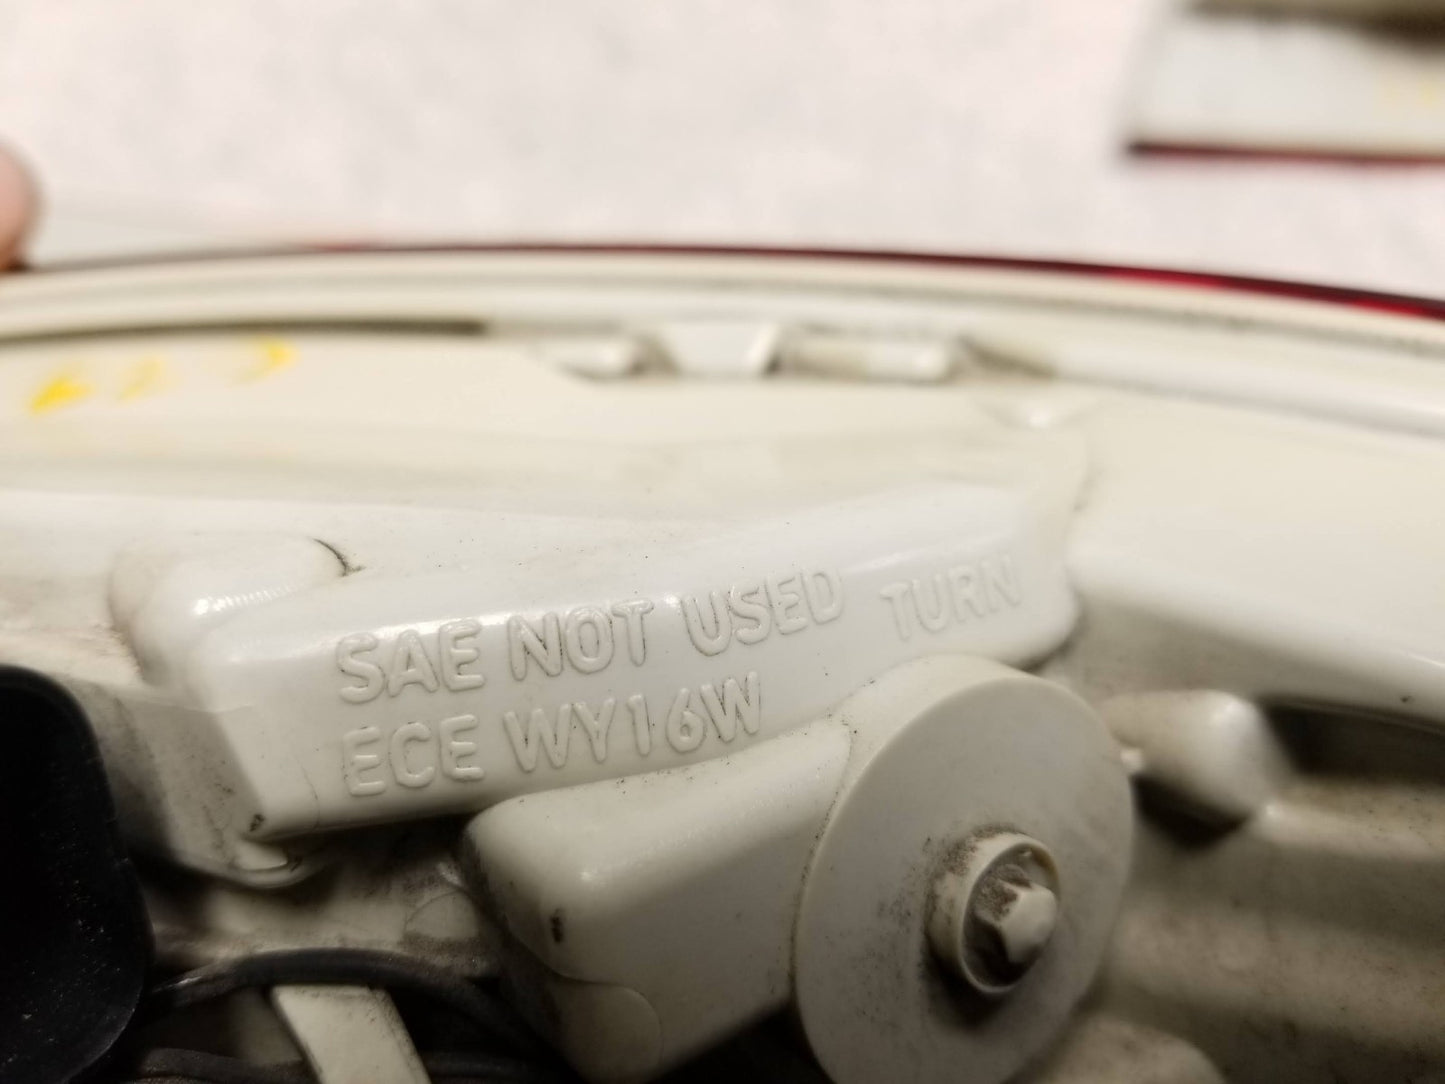 SAE NOT USED TURN
ECE WY16W